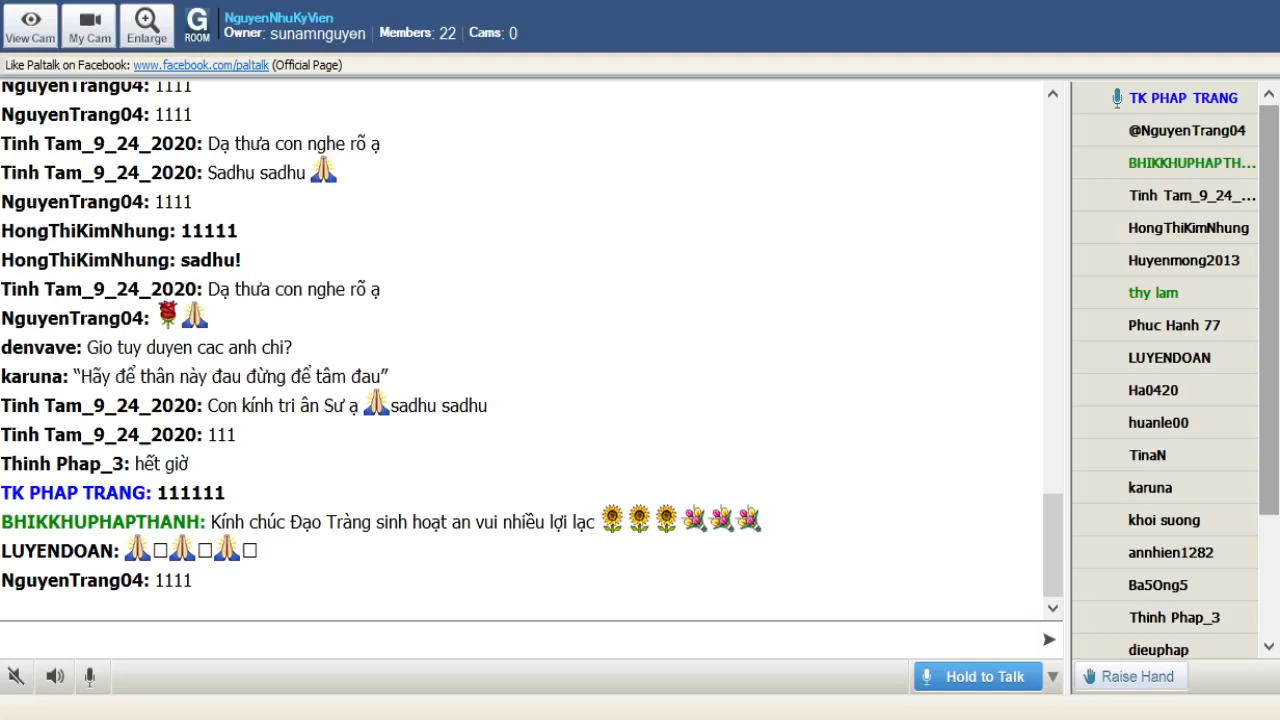 View Cam
My Cam
Enlarge
G
ROOM
NguyenNhuKyVien
Owner: sunamnguyen | Members: 22 | Cams: 0
Like Paltalk on Facebook: www.facebook.com/paltalk (Official Page)
NguyenTrang04: 1111
NguyenTrang04: 1111
Tinh Tam_9_24_2020: Dạ thưa con nghe rõ ạ
Tinh Tam_9_24_2020: Sadhu sadhu 🙏
NguyenTrang04: 1111
HongThiKimNhung: 11111
HongThiKimNhung: sadhu!
Tinh Tam_9_24_2020: Dạ thưa con nghe rõ ạ
NguyenTrang04: 🌹🙏
denvave: Gio tuy duyen cac anh chi?
karuna: “Hãy để thân này đau đừng để tâm đau”
Tinh Tam_9_24_2020: Con kính tri ân Sư ạ 🙏sadhu sadhu
Tinh Tam_9_24_2020: 111
Thinh Phap_3: hết giờ
TK PHAP TRANG: 111111
BHIKKHUPHAPTHANH: Kính chúc Đạo Tràng sinh hoạt an vui nhiều lợi lạc 🌻🌻🌻💐💐💐
LUYENDOAN: 🙏□🙏□🙏□
NguyenTrang04: 1111
Hold to Talk
TK PHAP TRANG
@NguyenTrang04
BHIKKHUPHAPTH...
Tinh Tam_9_24_...
HongThiKimNhung
Huyenmong2013
thy lam
Phuc Hanh 77
LUYENDOAN
Ha0420
huanle00
TinaN
karuna
khoi suong
annhien1282
Ba5Ong5
Thinh Phap_3
dieuphap
Raise Hand